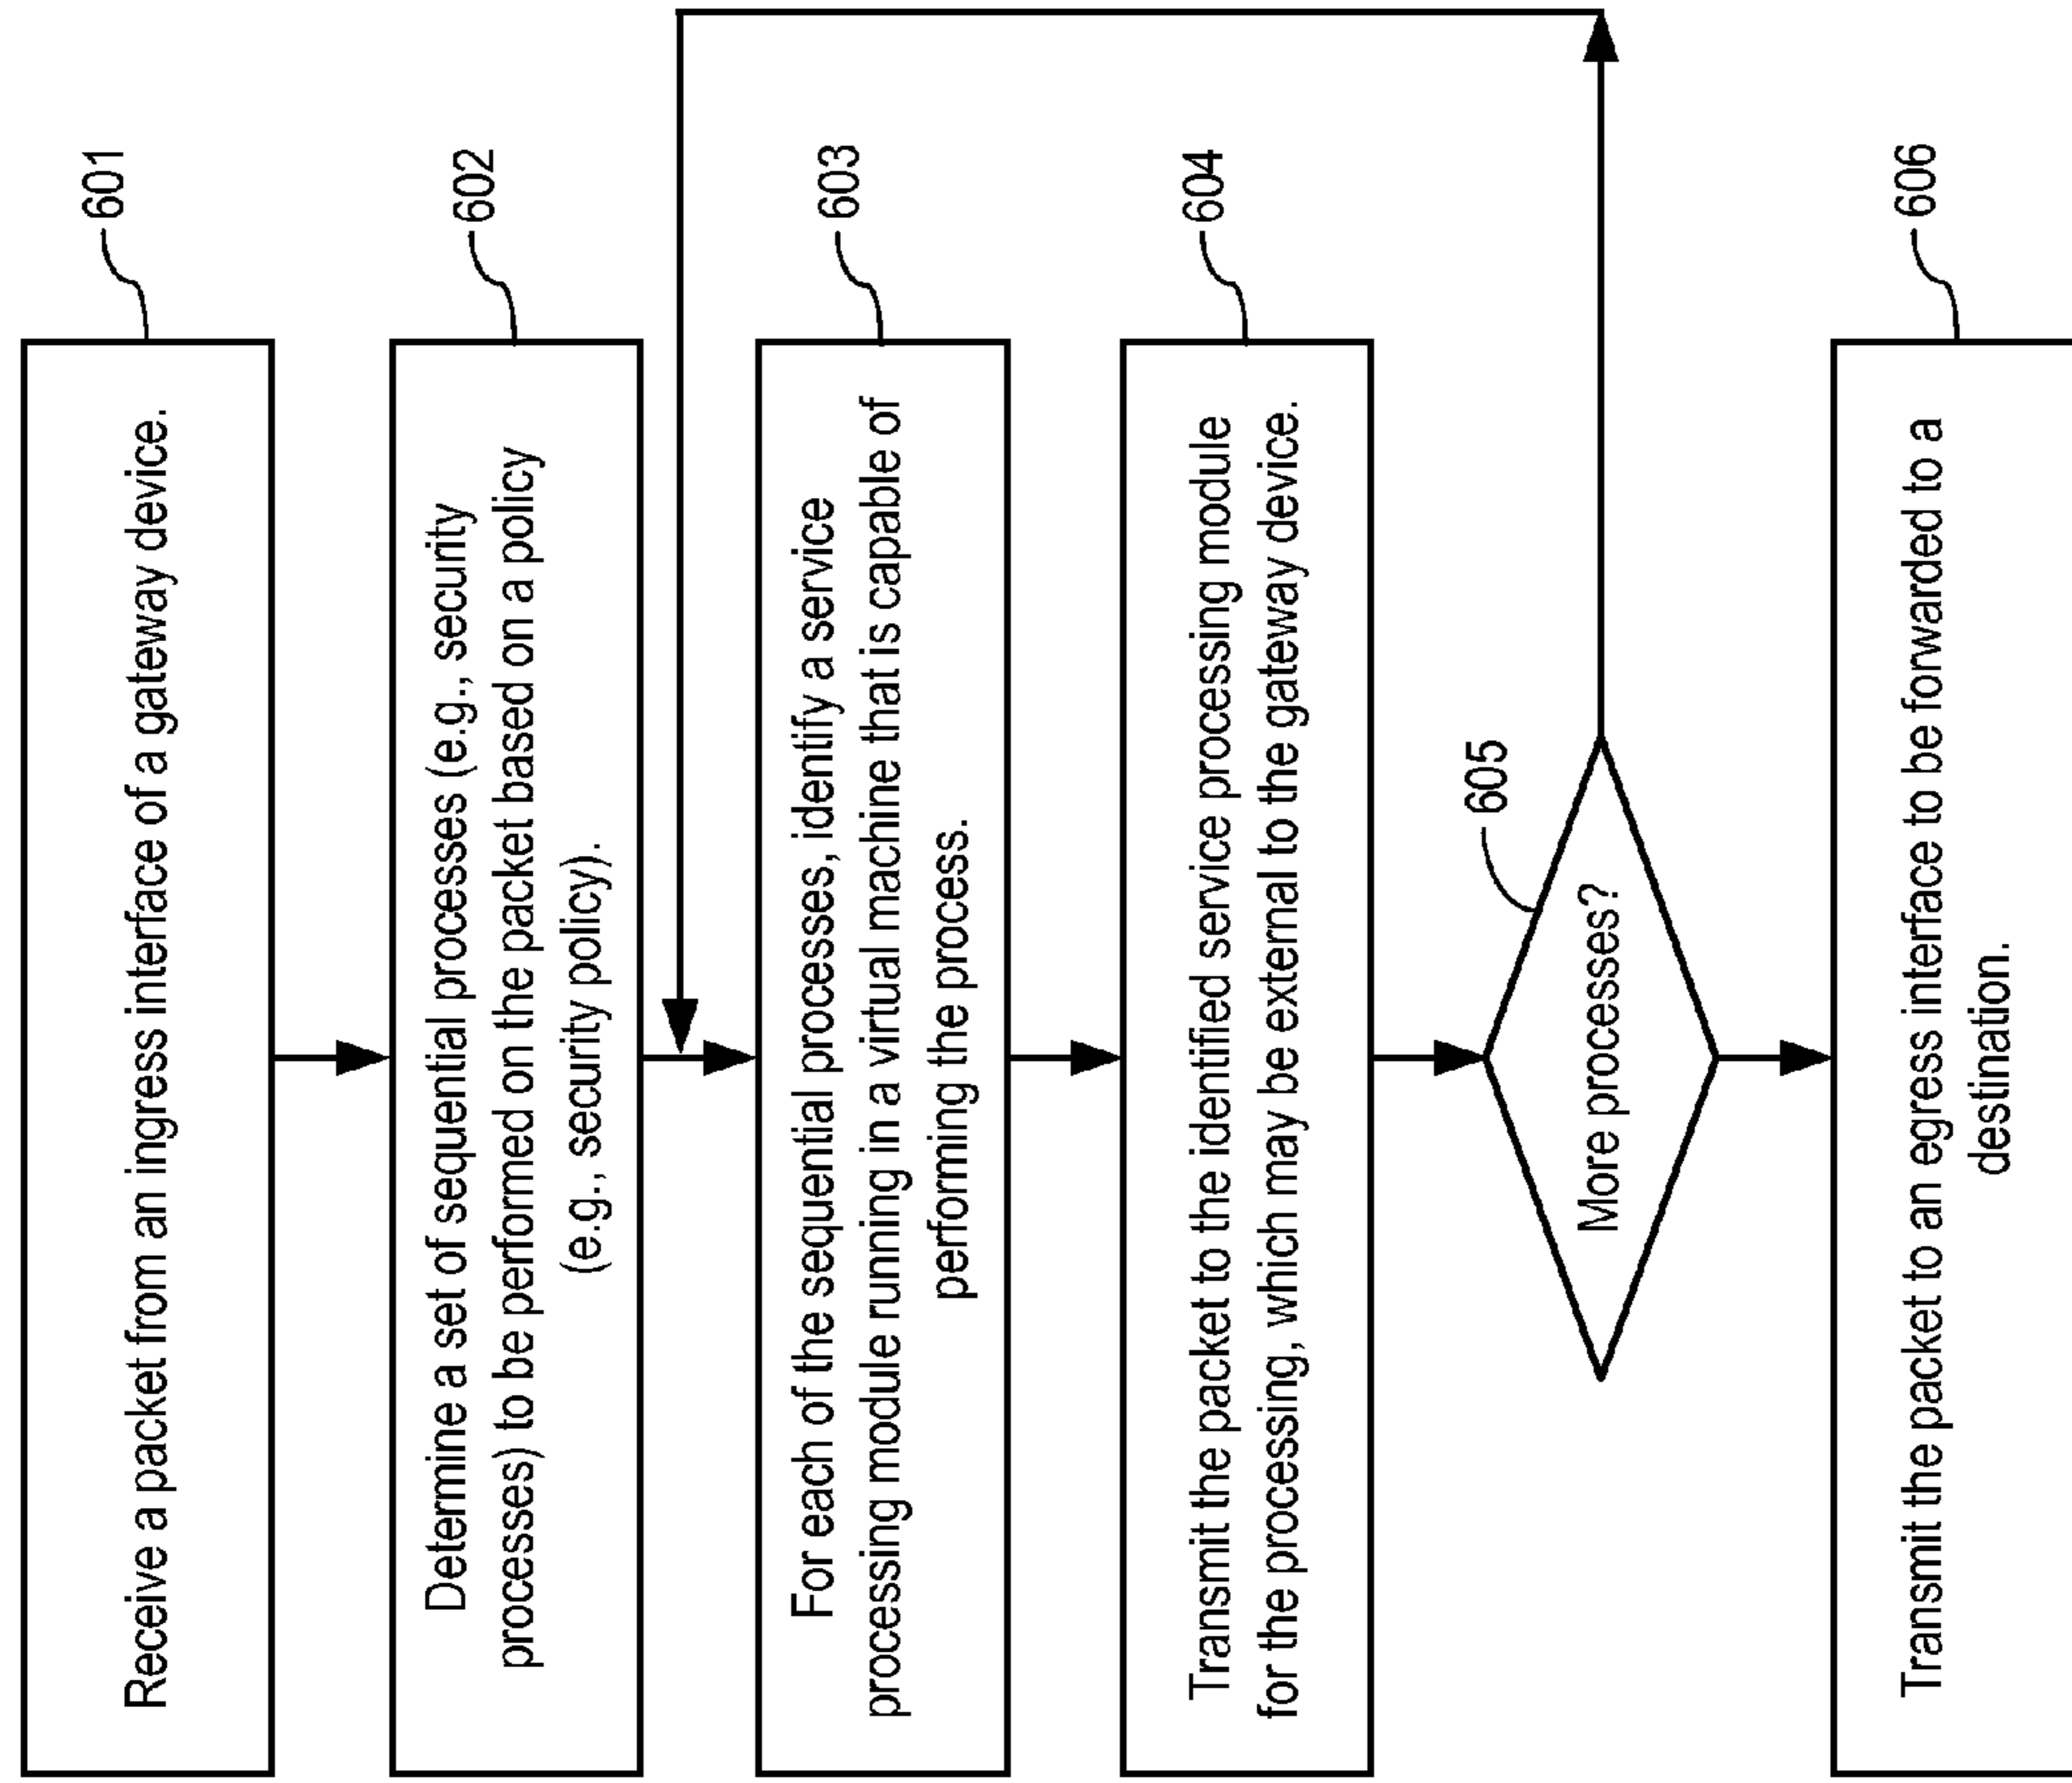 601
Receive a packet from an ingress interface of a gateway device.
602
Determine a set of sequential processes (e.g., security
processes) to be performed on the packet based on a policy
(e.g., security policy).
603
For each of the sequential processes, identify a service
processing module running in a virtual machine that is capable of
performing the process.
604
Transmit the packet to the identified service processing module
for the processing, which may be external to the gateway device.
605
More processes?
606
Transmit the packet to an egress interface to be forwarded to a
destination.